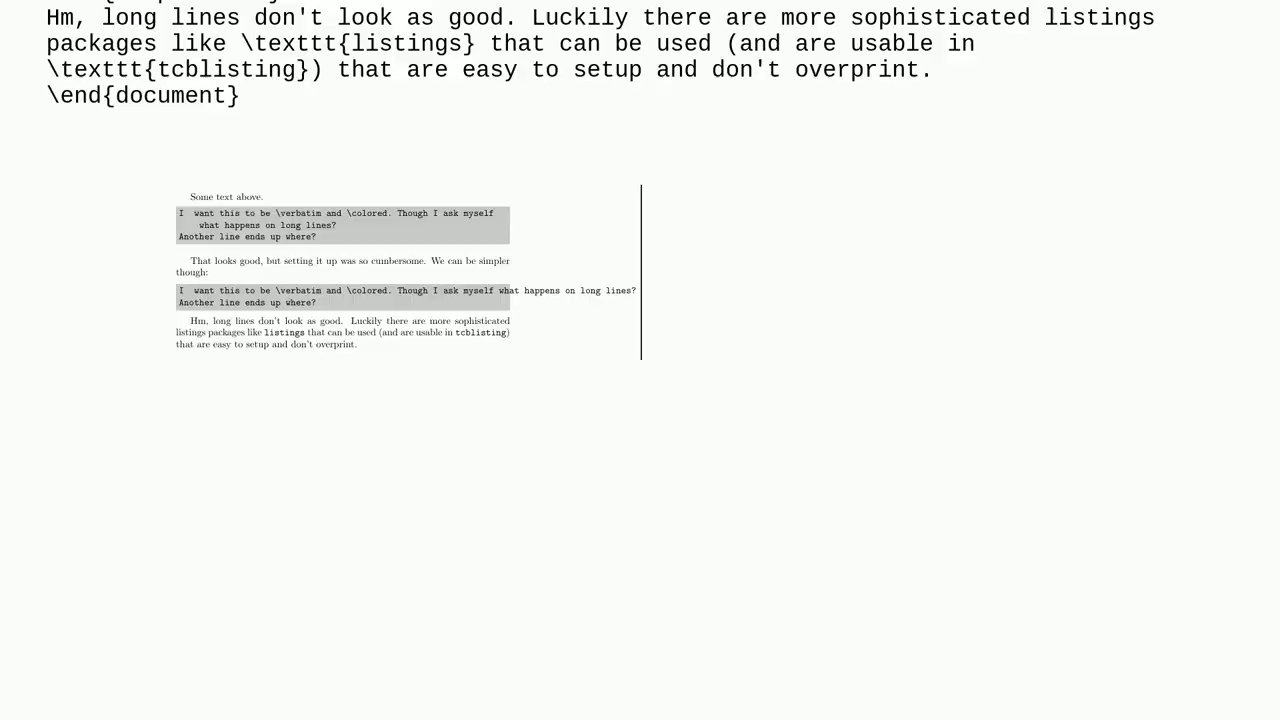 Hm, long lines don't look as good. Luckily there are more sophisticated listings
packages like \texttt{listings} that can be used (and are usable in
\texttt{tcblisting}) that are easy to setup and don't overprint.
\end{document}
Some text above.
I  want this to be \verbatim and \colored. Though I ask myself
what happens on long lines?
Another line ends up where?
That looks good, but setting it up was so cumbersome. We can be simpler
though:
I  want this to be \verbatim and \colored. Though I ask myself what happens on long lines?
Another line ends up where?
Hm, long lines don't look as good. Luckily there are more sophisticated
listings packages like listings that can be used (and are usable in tcblisting)
that are easy to setup and don't overprint.